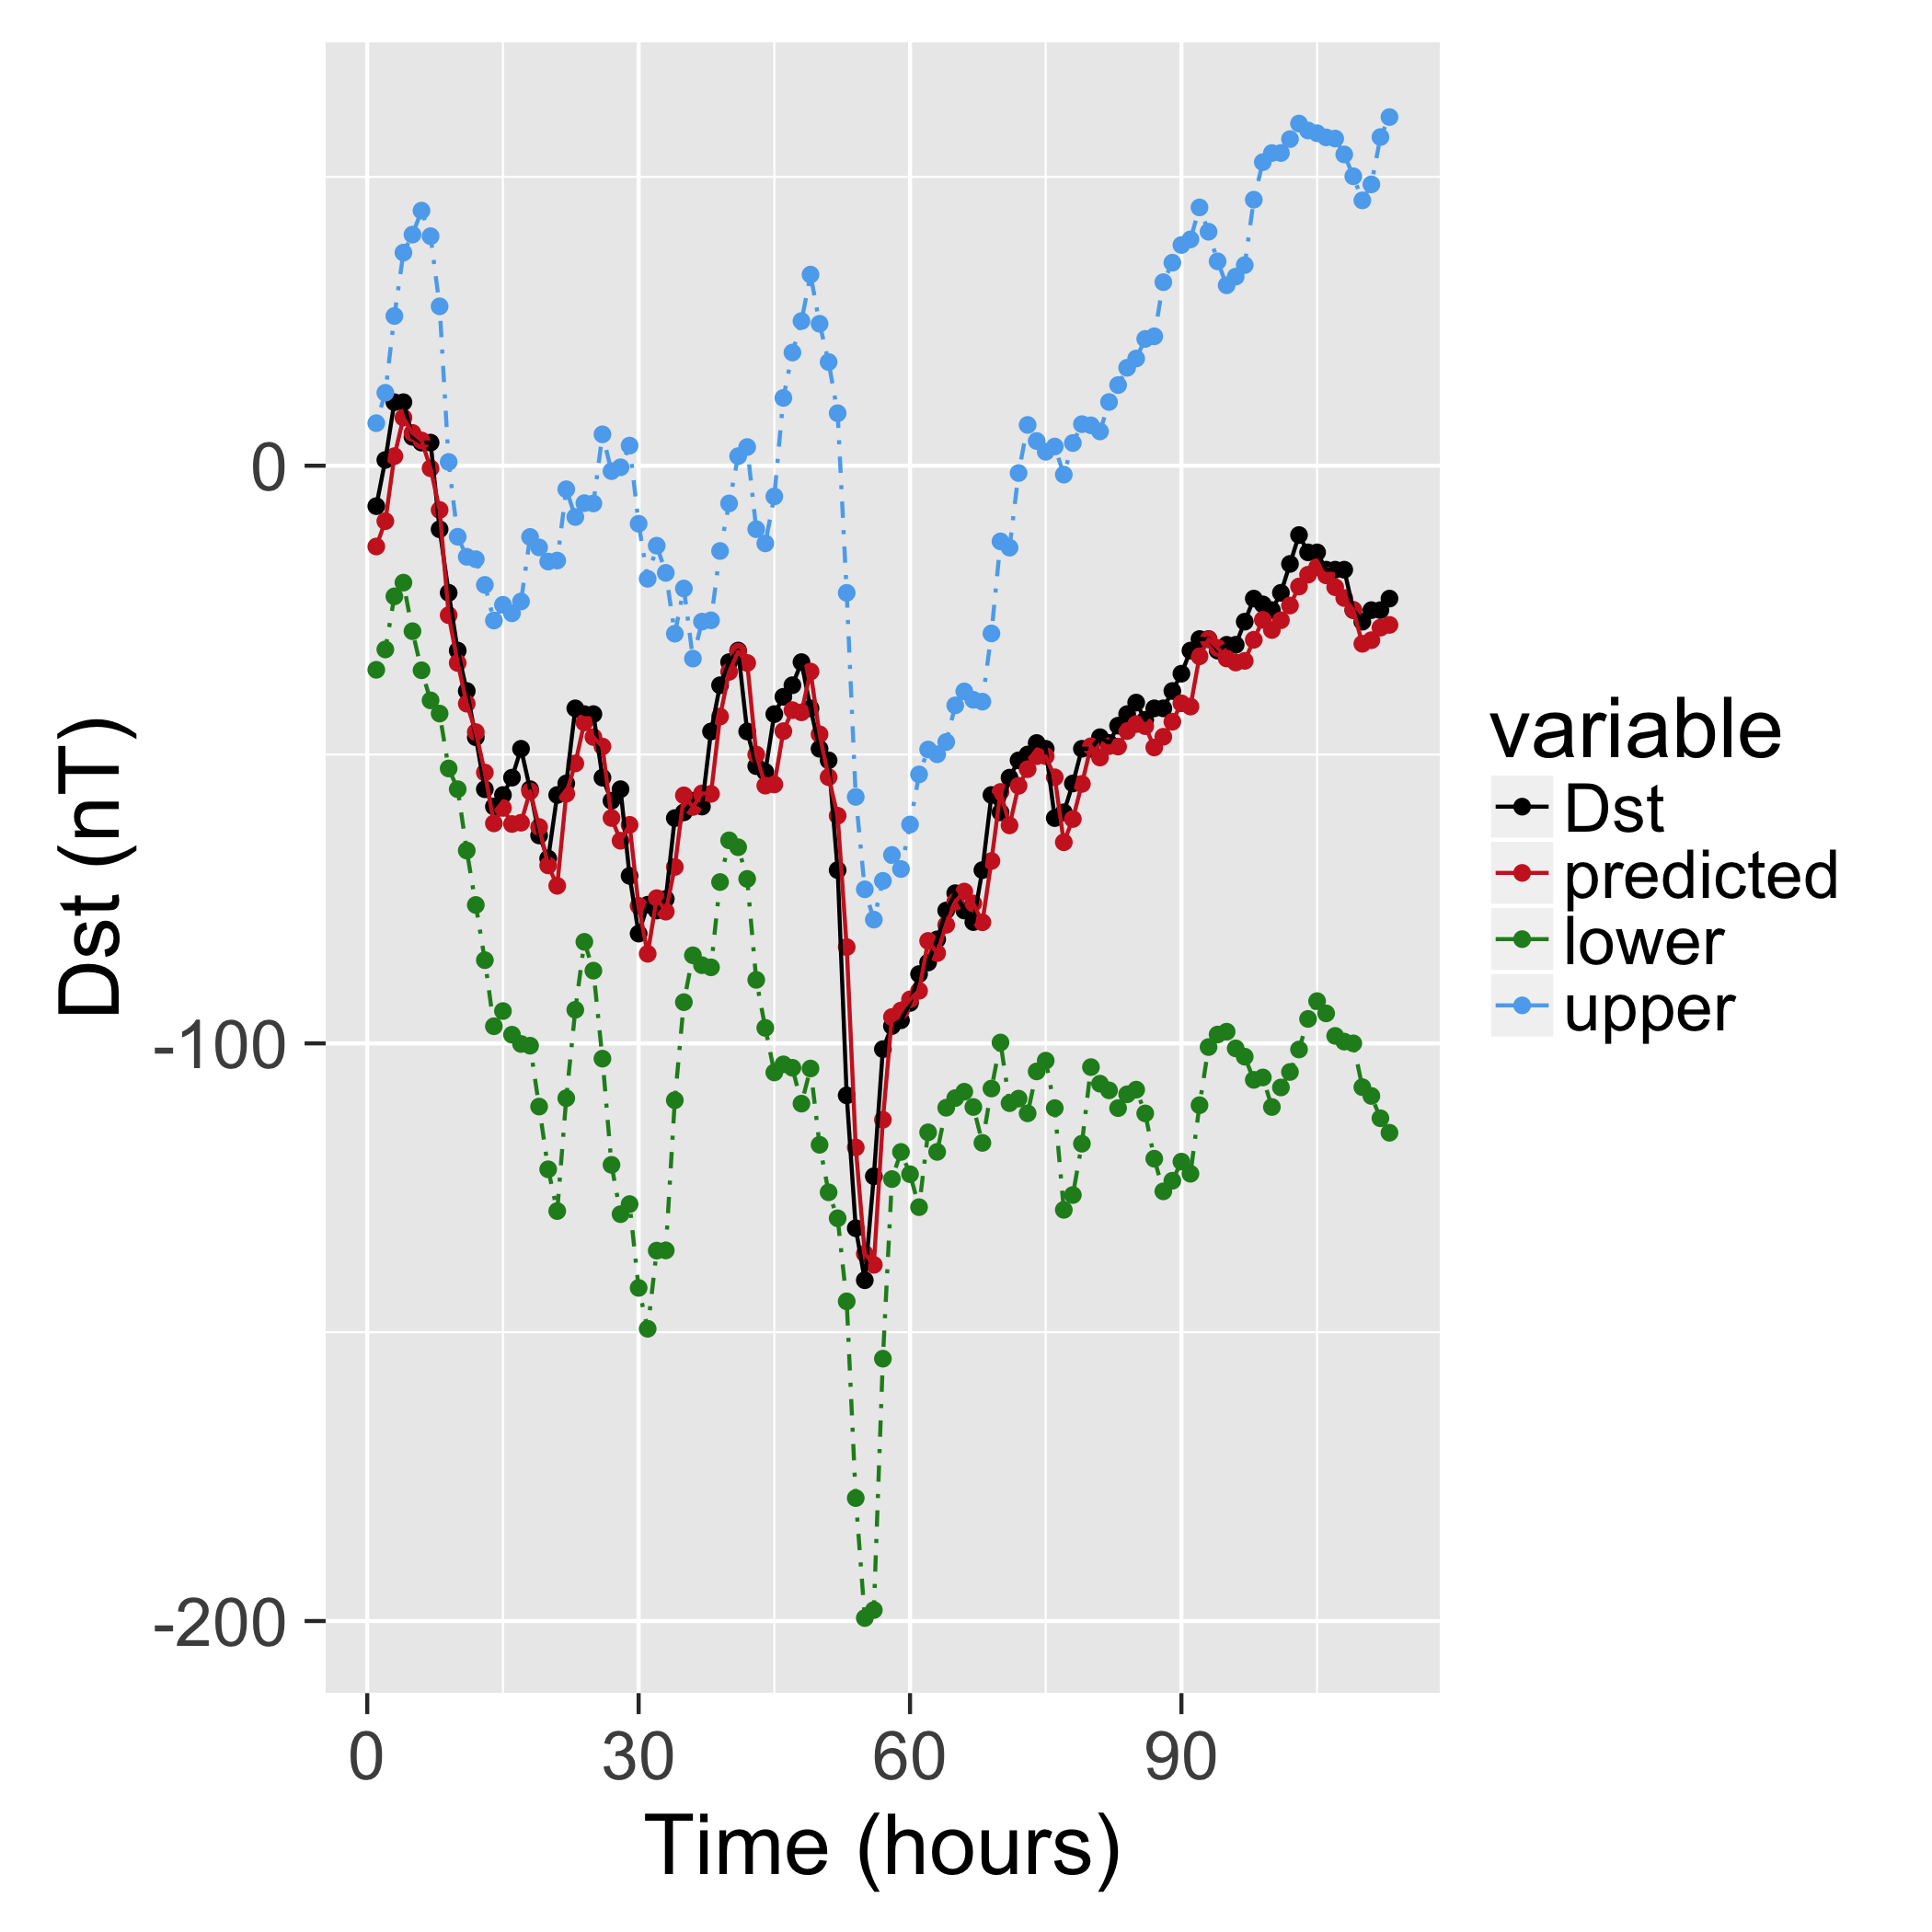 Dst (nT)
0
-100
-200
0 30 60 90
Time (hours)
variable
Dst
predicted
lower
upper